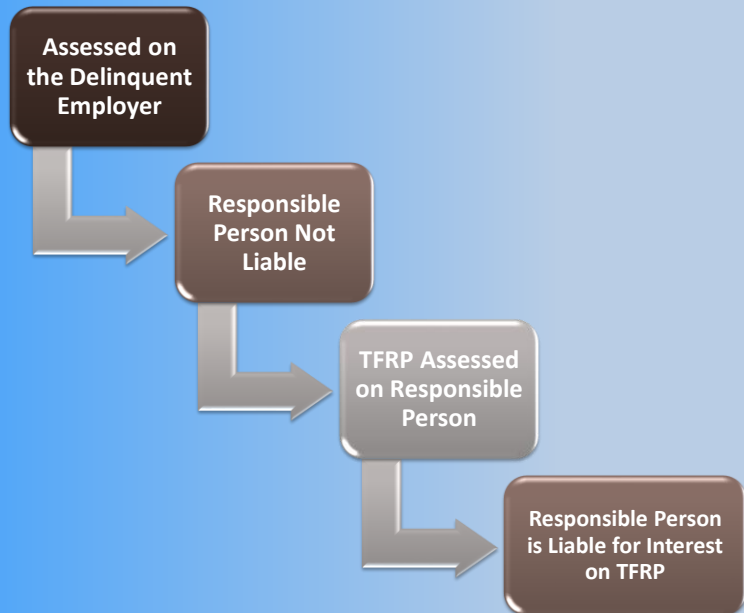 Assessed on
the Delinquent
Employer
Responsible
Person Not
Liable
TFRP Assessed
on Responsible
Person
Responsible Person
is Liable for Interest
on TFRP